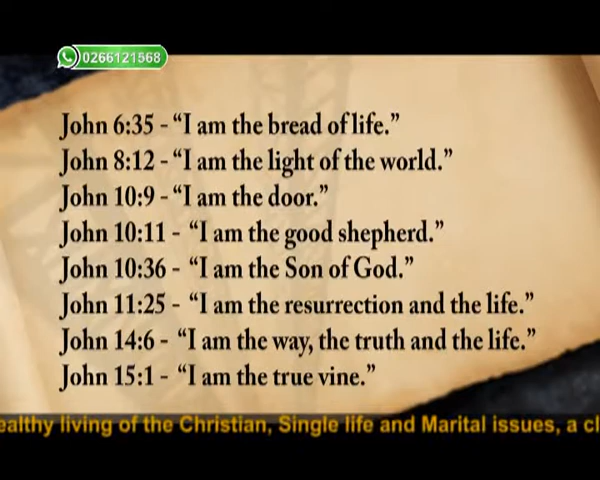 0266121568
John 6:35 - “I am the bread of life.”
John 8:12 - “I am the light of the world.”
John 10:9 - “I am the door.”
John 10:11 - “I am the good shepherd.”
John 10:36 - “I am the Son of God.”
John 11:25 - “I am the resurrection and the life.”
John 14:6 - “I am the way, the truth and the life.”
John 15:1 - “I am the true vine.”
ealthy living of the Christian, Single life and Marital issues, a cl